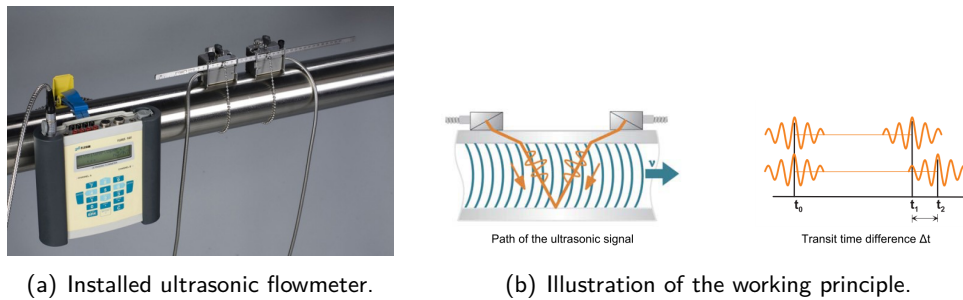 v
t₀
t₁
t₂
Path of the ultrasonic signal
Transit time difference Δt
(a) Installed ultrasonic flowmeter.
(b) Illustration of the working principle.